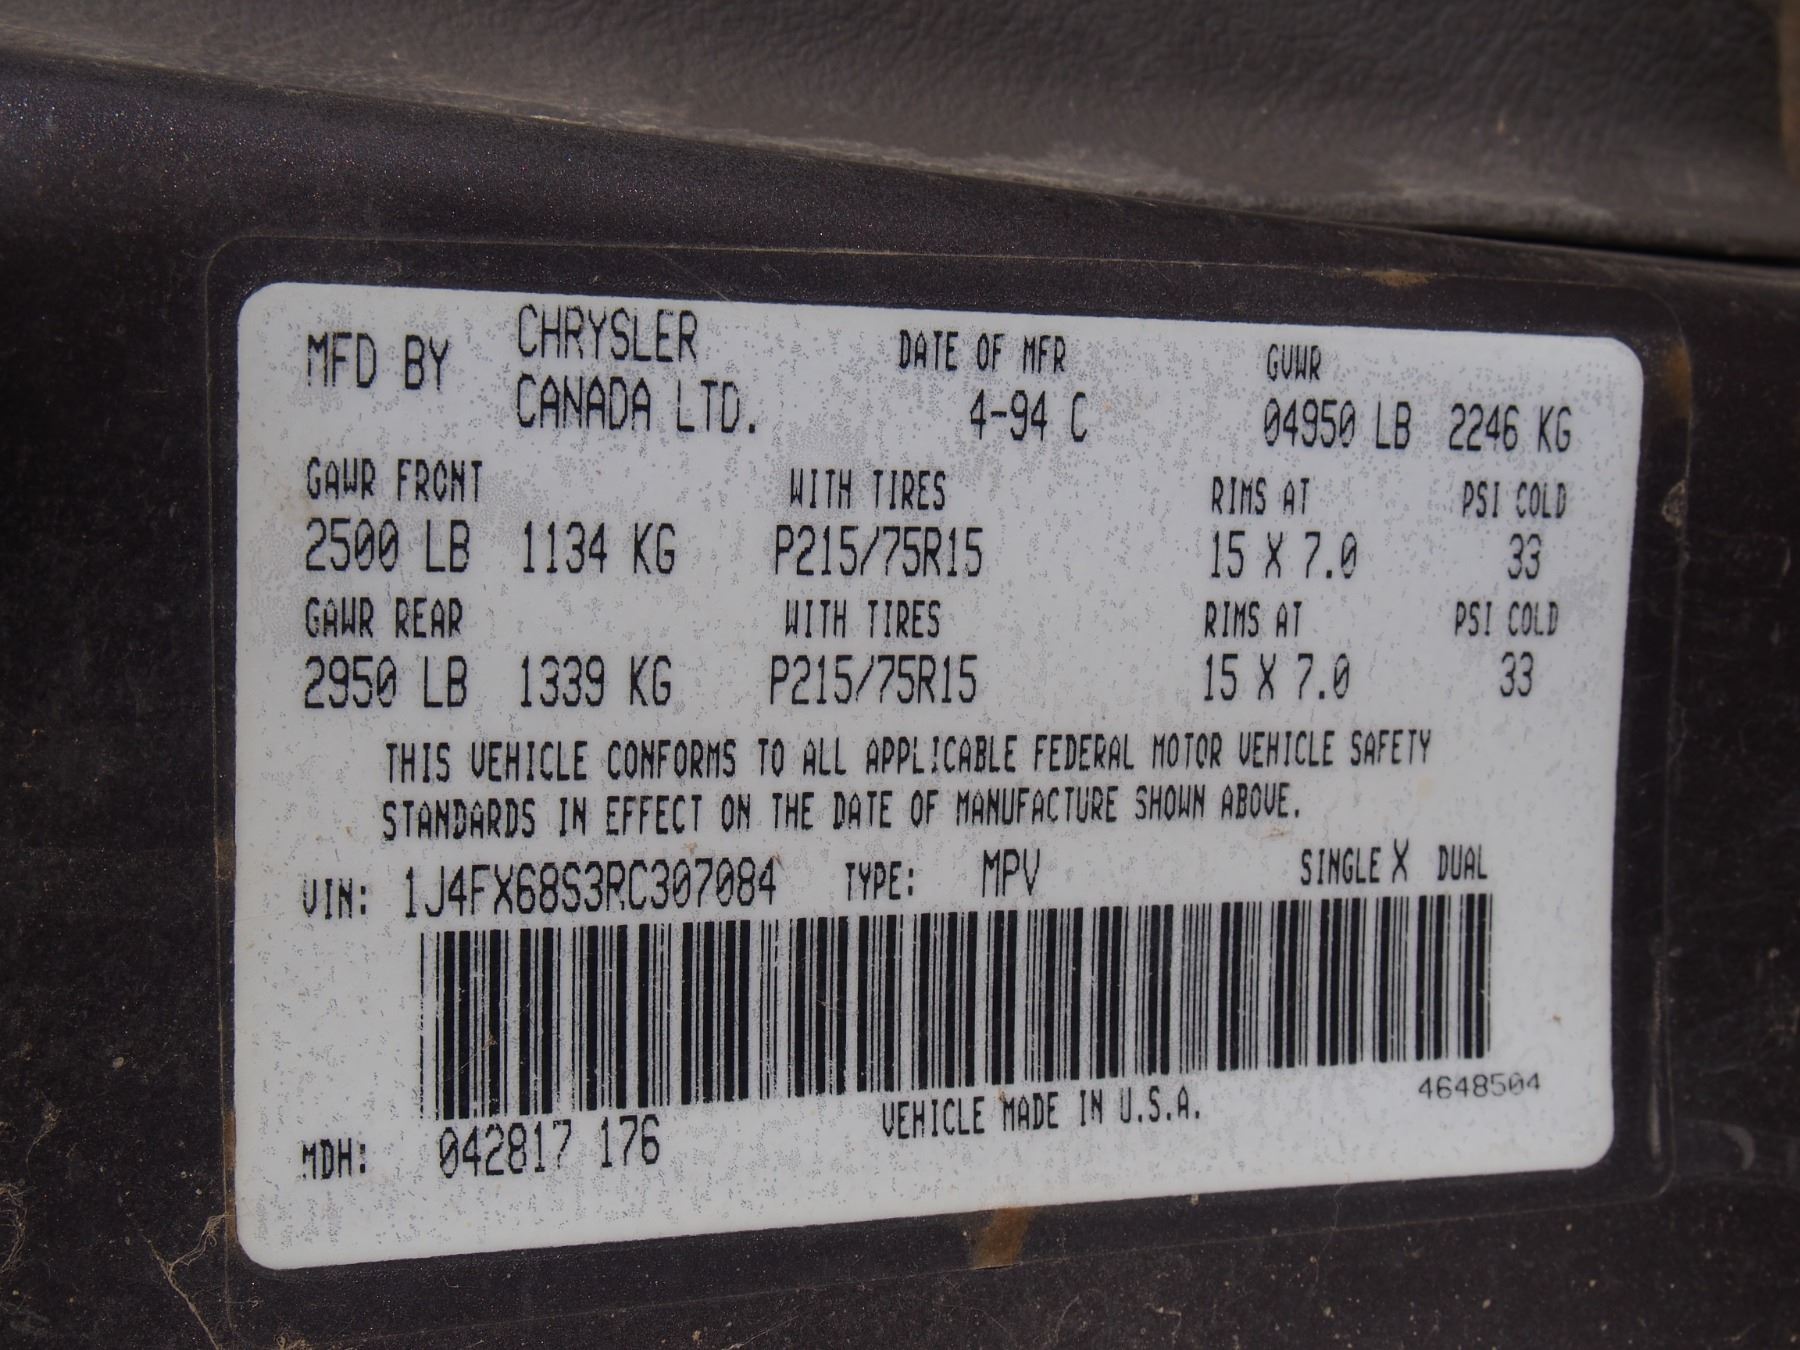 MFD BY CHRYSLER CANADA LTD. DATE OF MFR 4-94 C GVWR 04950 LB 2246 KG
GAWR FRONT WITH TIRES RIMS AT PSI COLD
2500 LB 1134 KG P215/75R15 15 X 7.0 33
GAWR REAR WITH TIRES RIMS AT PSI COLD
2950 LB 1339 KG P215/75R15 15 X 7.0 33
THIS VEHICLE CONFORMS TO ALL APPLICABLE FEDERAL MOTOR VEHICLE SAFETY
STANDARDS IN EFFECT ON THE DATE OF MANUFACTURE SHOWN ABOVE.
VIN: 1J4FX68S3RC307084 TYPE: MPV SINGLE X DUAL
4648504
MDH: 042817 176 VEHICLE MADE IN U.S.A.